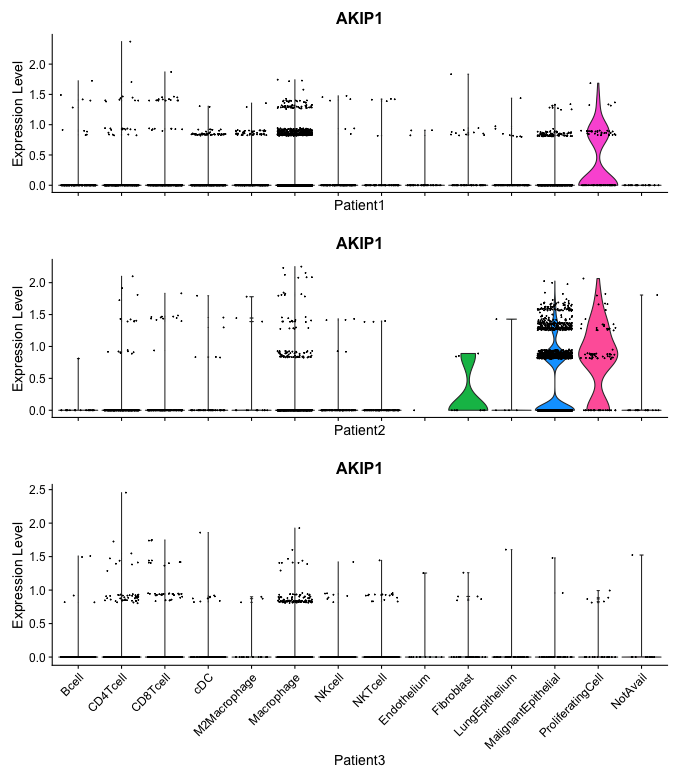 AKIP1
Expression Level
2.0
1.5
1.0
0.5
0.0
Patient1
AKIP1
Expression Level
2.0
1.5
1.0
0.5
0.0
Patient2
AKIP1
Expression Level
2.5
2.0
1.5
1.0
0.5
0.0
Bcell
CD4Tcell
CD8Tcell
cDC
M2Macrophage
Macrophage
NKcell
NKTcell
Endothelium
Fibroblast
LungEpithelium
MalignantEpithelial
ProliferatingCell
NotAvail
Patient3